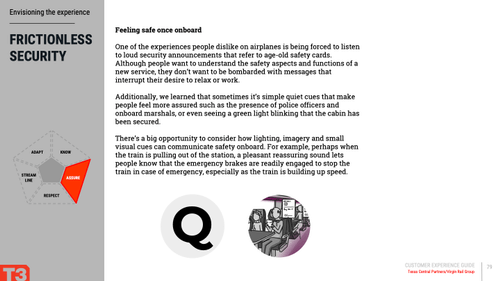 Envisioning the experience
FRICTIONLESS
SECURITY
ADAPT
KNOW
STREAM
LINE
ASSURE
RESPECT
T3
Feeling safe once onboard
One of the experiences people dislike on airplanes is being forced to listen
to loud security announcements that refer to age-old safety cards.
Although people want to understand the safety aspects and functions of a
new service, they don't want to be bombarded with messages that
interrupt their desire to relax or work.
Additionally, we learned that sometimes it's simple quiet cues that make
people feel more assured such as the presence of police officers and
onboard marshals, or even seeing a green light blinking that the cabin has
been secured.
There's a big opportunity to consider how lighting, imagery and small
visual cues can communicate safety onboard. For example, perhaps when
the train is pulling out of the station, a pleasant reassuring sound lets
people know that the emergency brakes are readily engaged to stop the
train in case of emergency, especially as the train is building up speed.
Q
CUSTOMER EXPERIENCE GUIDE
Texas Central Partners/Virgin Rail Group
79